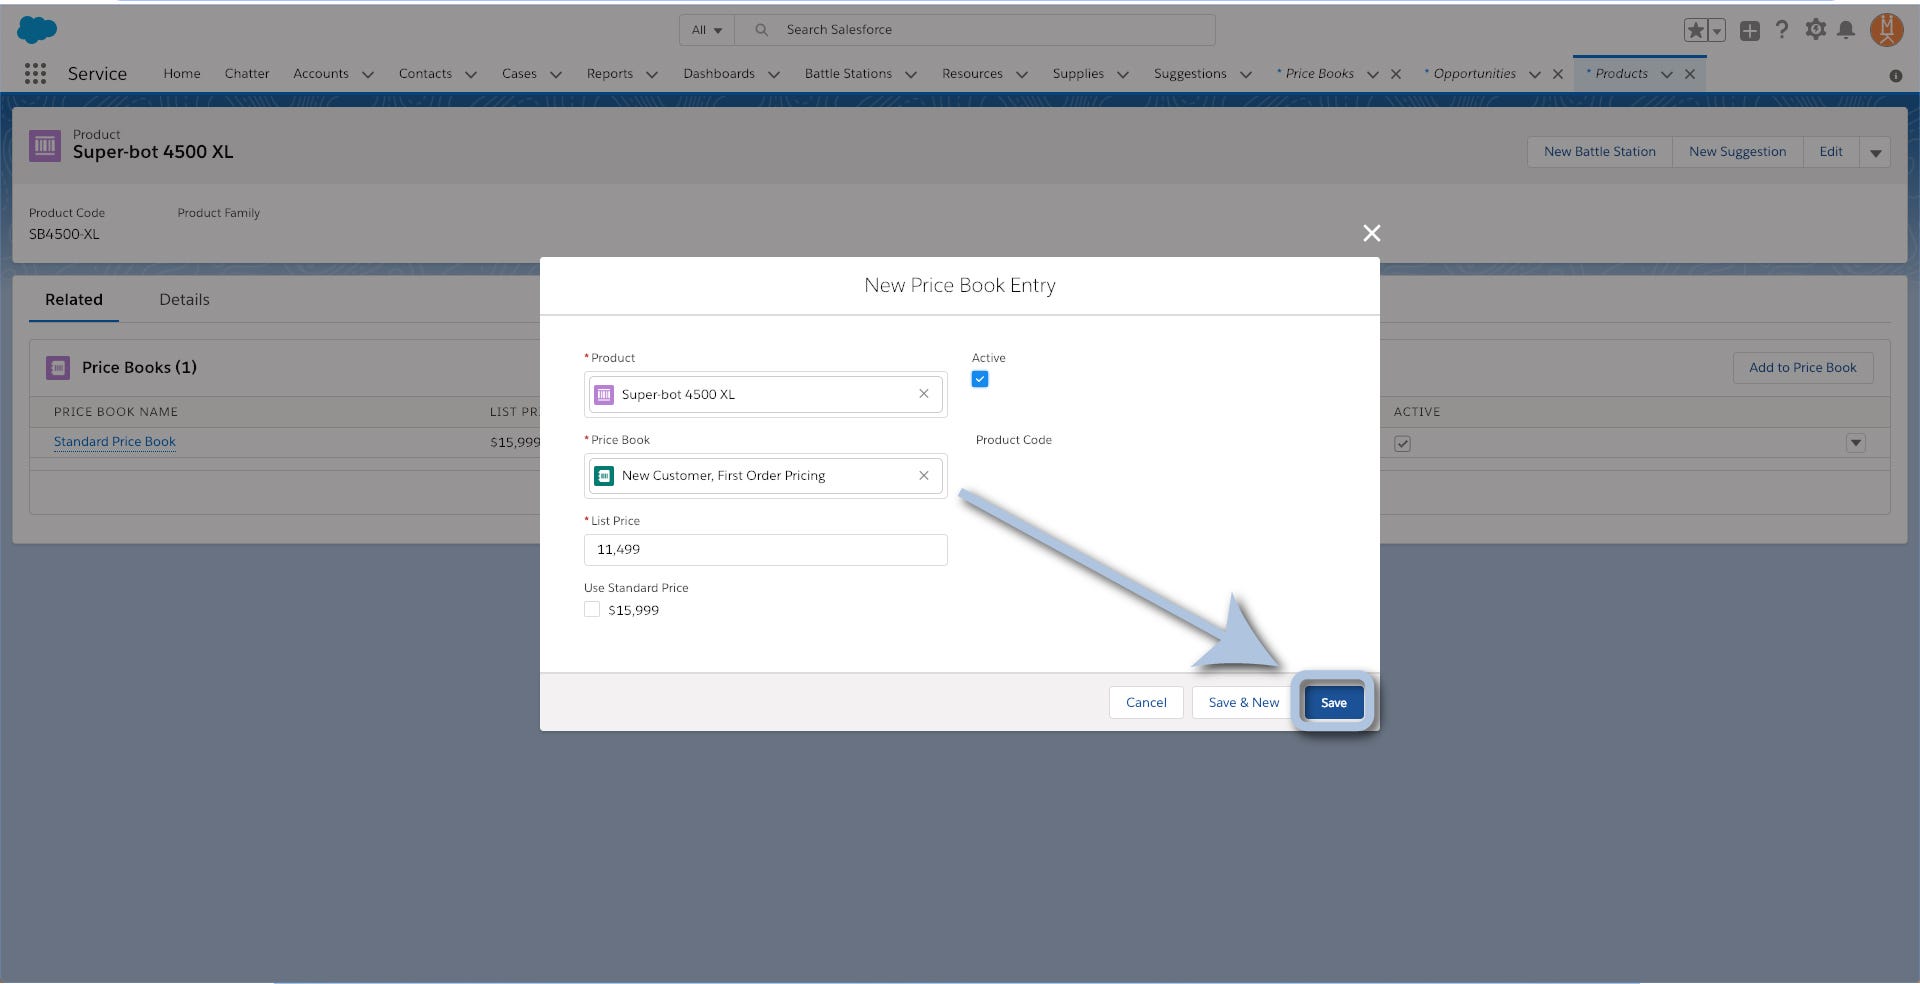 All
Search Salesforce
Service
Home
Chatter
Accounts
Contacts
Cases
Reports
Dashboards
Battle Stations
Resources
Supplies
Suggestions
* Price Books
* Opportunities
* Products
Product
Super-bot 4500 XL
New Battle Station
New Suggestion
Edit
Product Code
Product Family
SB4500-XL
Related
Details
Price Books (1)
Add to Price Book
PRICE BOOK NAME
LIST PR
ACTIVE
Standard Price Book
$15,999
New Price Book Entry
* Product
Super-bot 4500 XL
Active
* Price Book
New Customer, First Order Pricing
Product Code
* List Price
11,499
Use Standard Price
$15,999
Cancel
Save & New
Save